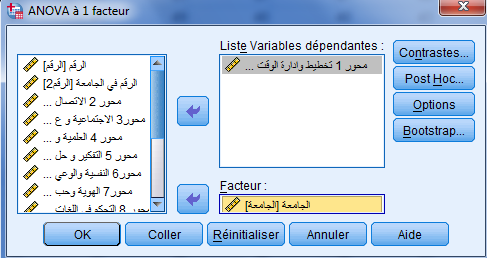 ANOVA à 1 facteur
Liste Variables dépendantes :
الرقم [الرقم]
الرقم في الجامعة [الرقم2]
محور 2 الاتصال ...
محور3 الاجتماعية و ع ...
محور 4 العلمية و ...
محور 5 التفكير و حل ...
محور6 النفسية والوعي ...
محور7 الهوية وحب ...
محور 8 التحكم في اللغات ...
محور 1 تخطيط وادارة الوقت ...
Contrastes...
Post Hoc...
Options
Bootstrap...
Facteur :
الجامعة [الجامعة]
OK
Coller
Réinitialiser
Annuler
Aide